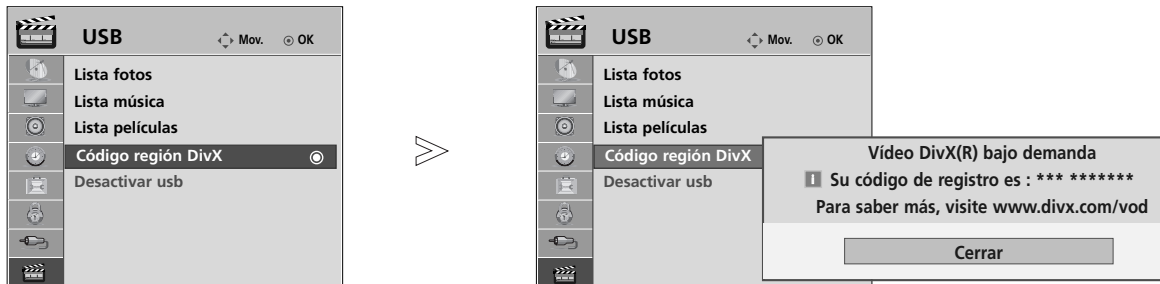 USB Mov. OK
Lista fotos
Lista música
Lista películas
Código región DivX
Desactivar usb
USB Mov. OK
Lista fotos
Lista música
Lista películas
Código región DivX
Desactivar usb
Vídeo DivX(R) bajo demanda
Su código de registro es : *** *******
Para saber más, visite www.divx.com/vod
Cerrar